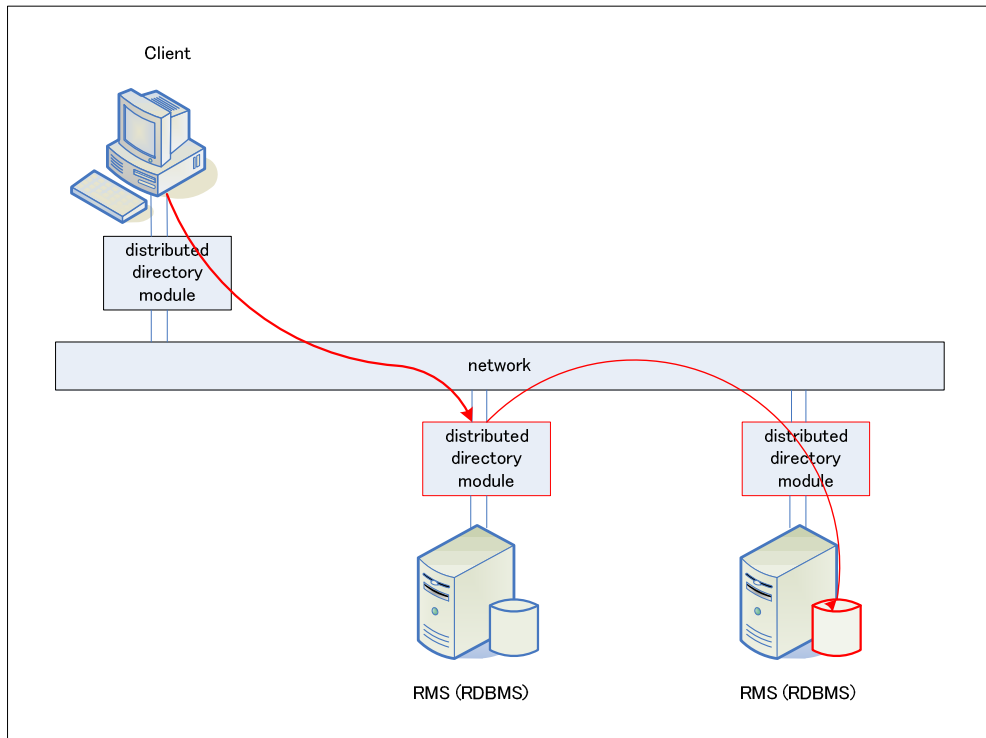 Client
distributed
directory
module
network
distributed
directory
module
distributed
directory
module
RMS (RDBMS)
RMS (RDBMS)